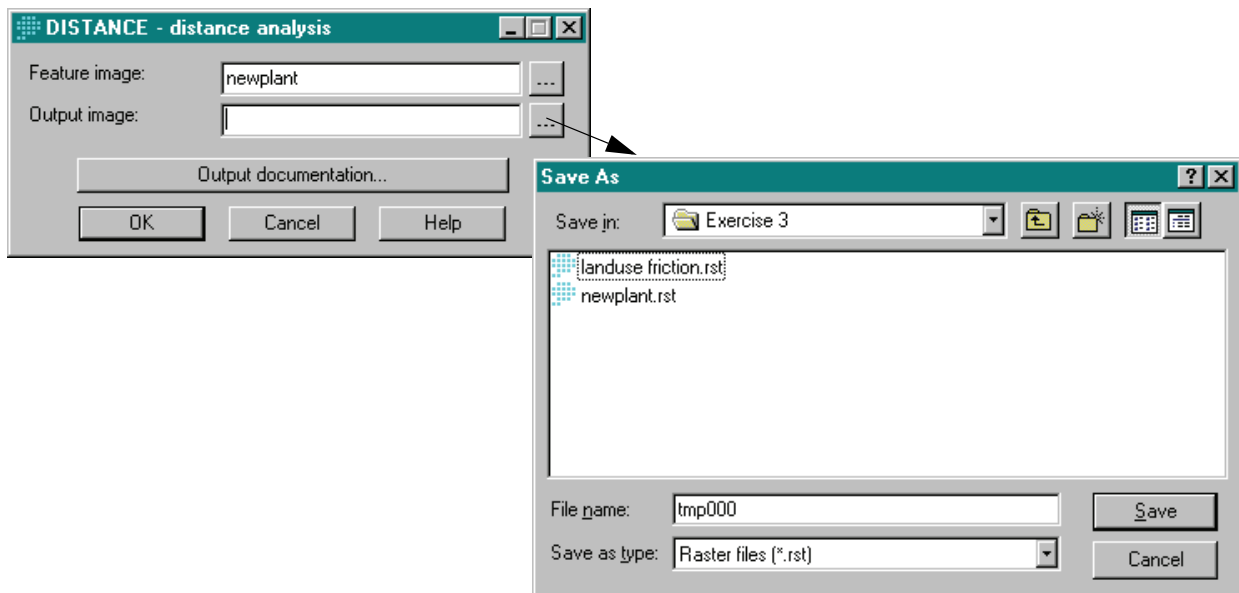 DISTANCE - distance analysis
Feature image: newplant ...
Output image: ...
Output documentation...
OK Cancel Help
Save As
Save in: Exercise 3
landuse friction.rst
newplant.rst
File name: tmp000 Save
Save as type: Raster files (*.rst) Cancel